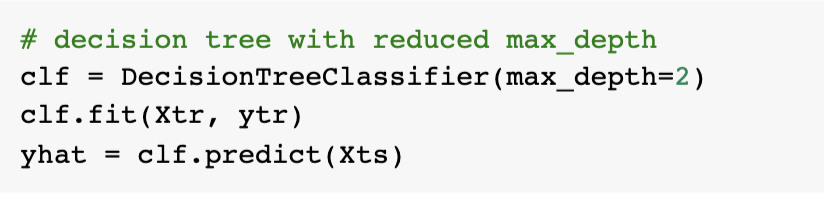 # decision tree with reduced max_depth
clf = DecisionTreeClassifier(max_depth=2)
clf.fit(Xtr, ytr)
yhat = clf.predict(Xts)